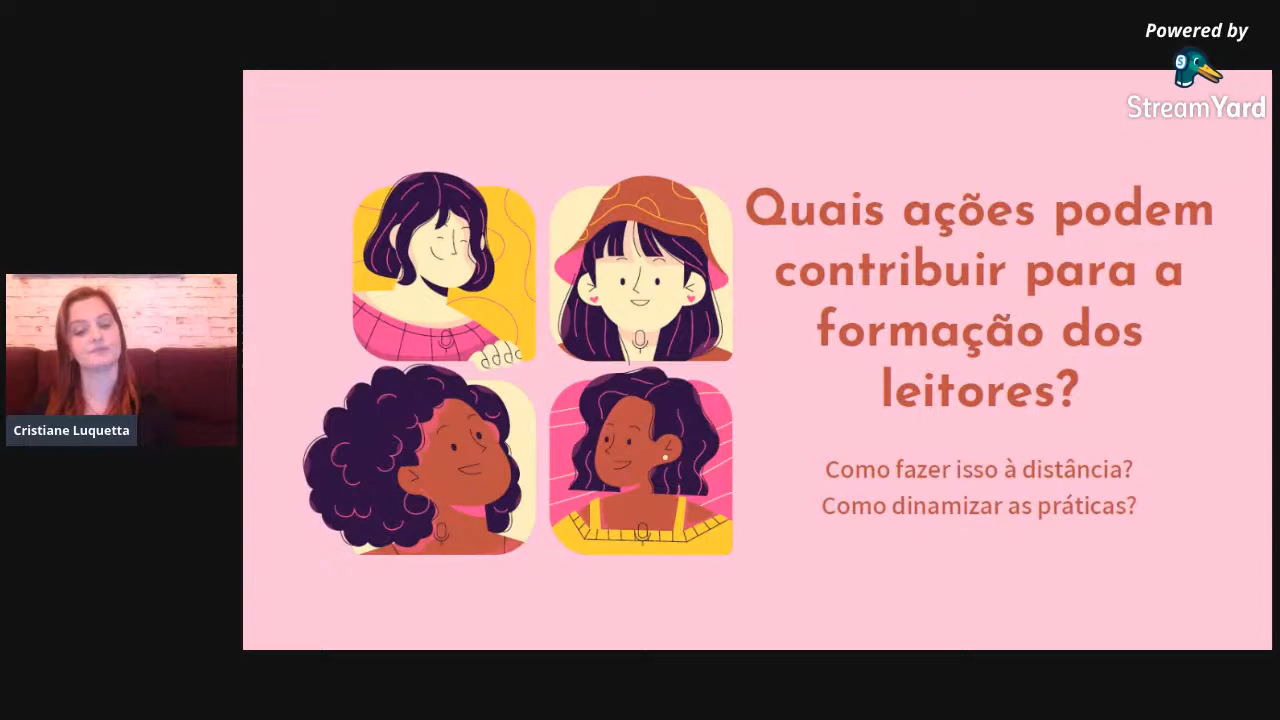 Powered by
StreamYard
Quais ações podem
contribuir para a
formação dos
leitores?
Como fazer isso à distância?
Como dinamizar as práticas?
Cristiane Luquetta